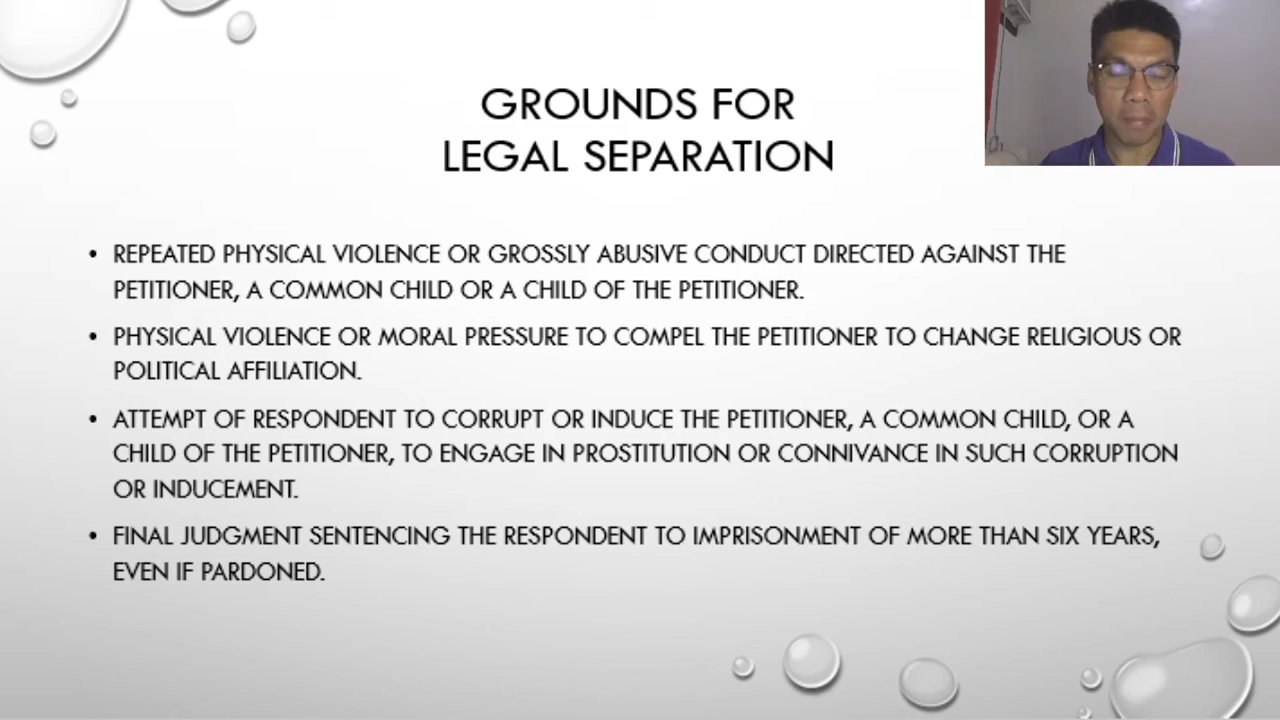 GROUNDS FOR
LEGAL SEPARATION
• REPEATED PHYSICAL VIOLENCE OR GROSSLY ABUSIVE CONDUCT DIRECTED AGAINST THE
PETITIONER, A COMMON CHILD OR A CHILD OF THE PETITIONER.
• PHYSICAL VIOLENCE OR MORAL PRESSURE TO COMPEL THE PETITIONER TO CHANGE RELIGIOUS OR
POLITICAL AFFILIATION.
• ATTEMPT OF RESPONDENT TO CORRUPT OR INDUCE THE PETITIONER, A COMMON CHILD, OR A
CHILD OF THE PETITIONER, TO ENGAGE IN PROSTITUTION OR CONNIVANCE IN SUCH CORRUPTION
OR INDUCEMENT.
• FINAL JUDGMENT SENTENCING THE RESPONDENT TO IMPRISONMENT OF MORE THAN SIX YEARS,
EVEN IF PARDONED.